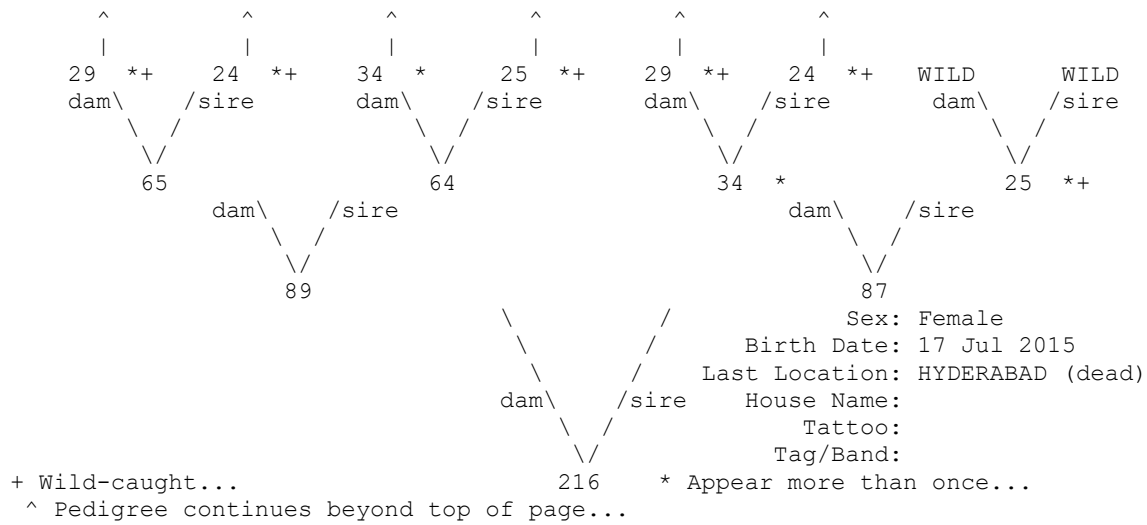 ^ ^ ^ ^ ^ ^
| | | | | |
29 *+ 24 *+ 34 * 25 *+ 29 *+ 24 *+ WILD WILD
dam\ /sire dam\ /sire dam\ /sire dam\ /sire
\ / \ / \ / \ /
\/ \/ \/ \/
65 64 34 * 25 *+
dam\ /sire dam\ /sire
\ / \ /
\/ \/
89 87
\ / Sex: Female
\ / Birth Date: 17 Jul 2015
\ / Last Location: HYDERABAD (dead)
dam\ /sire House Name:
\ / Tattoo:
\/ Tag/Band:
+ Wild-caught... 216 * Appear more than once...
^ Pedigree continues beyond top of page...